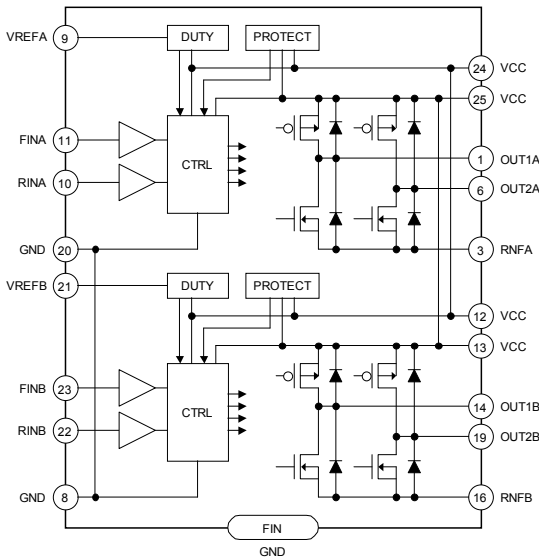 VREFA 9 DUTY PROTECT
24 VCC
25 VCC
FINA 11
CTRL
1 OUT1A
RINA 10
6 OUT2A
GND 20
3 RNFA
VREFB 21 DUTY PROTECT
12 VCC
13 VCC
FINB 23
CTRL
14 OUT1B
RINB 22
19 OUT2B
GND 8
16 RNFB
FIN
GND